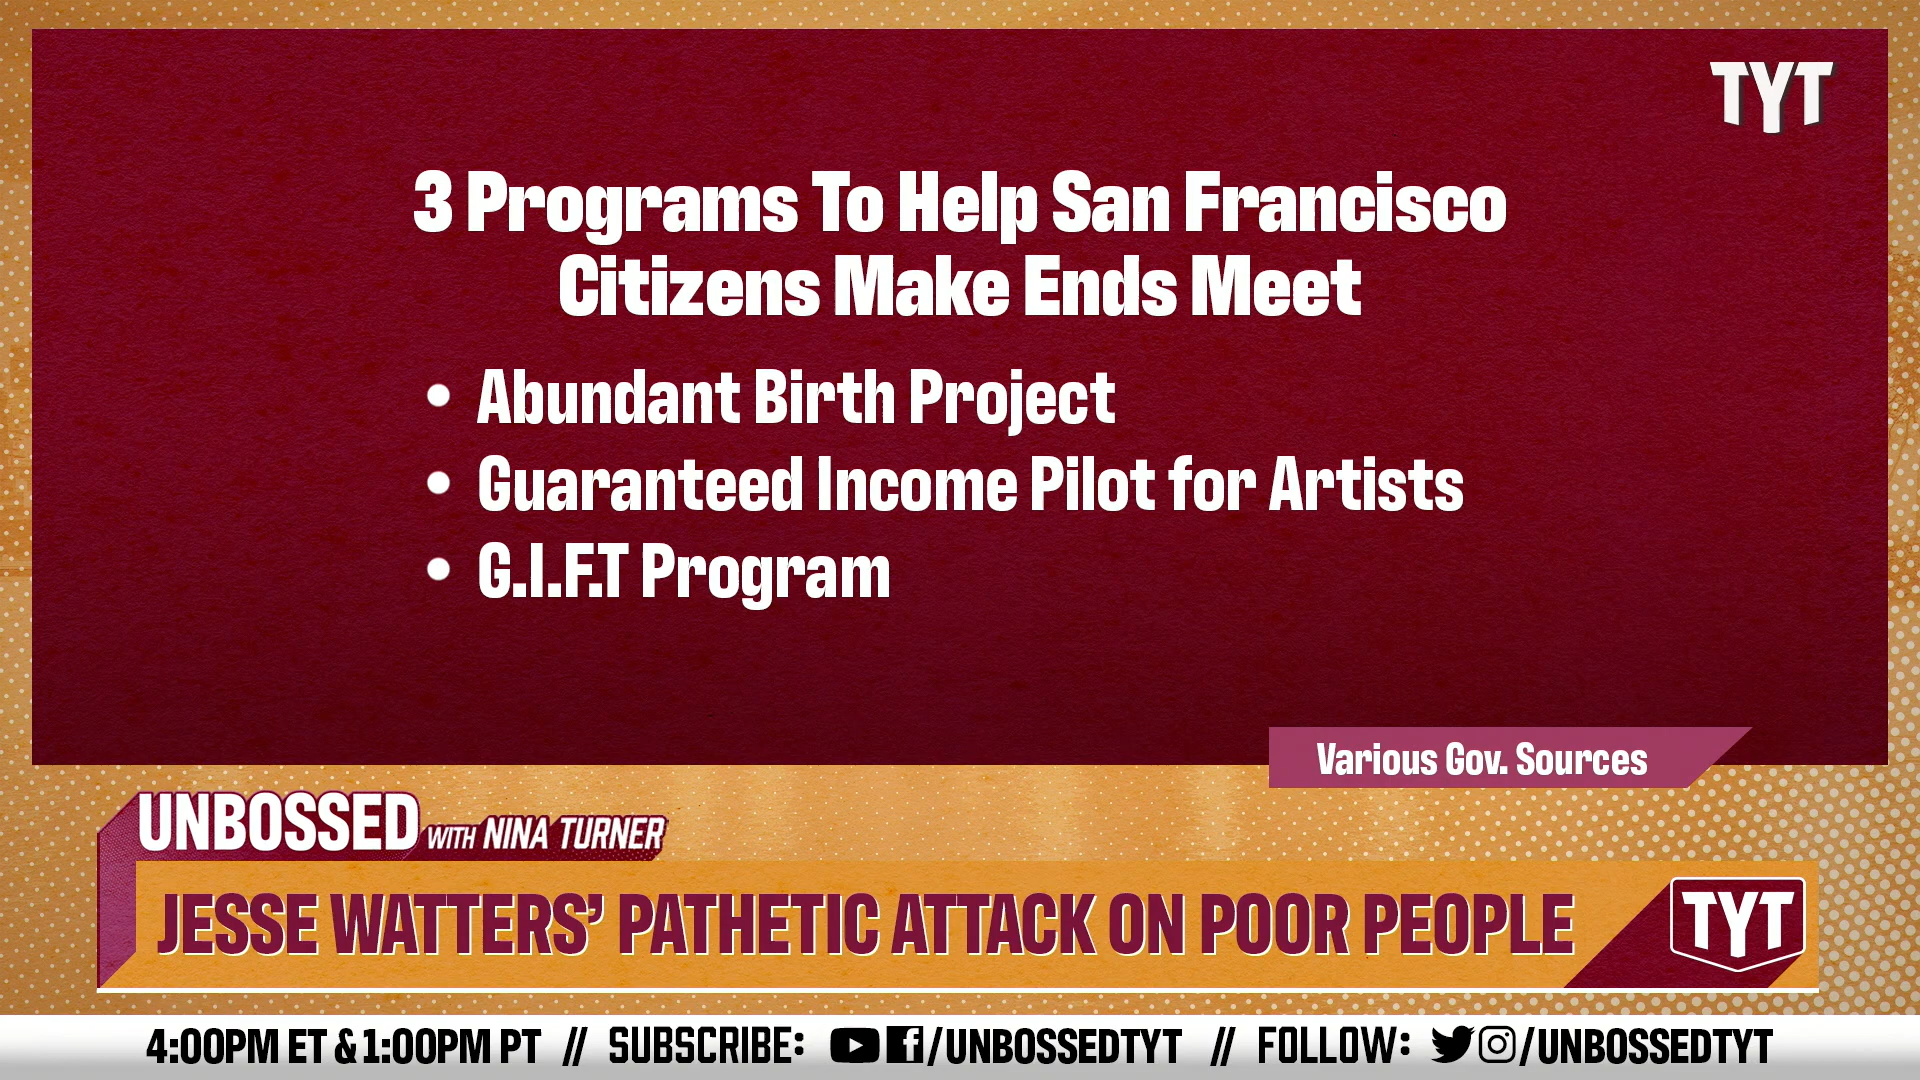 TYT
3 Programs To Help San Francisco
Citizens Make Ends Meet
• Abundant Birth Project
• Guaranteed Income Pilot for Artists
• G.I.F.T Program
Various Gov. Sources
UNBOSSED WITH NINA TURNER
JESSE WATTERS’ PATHETIC ATTACK ON POOR PEOPLE
TYT
4:00PM ET & 1:00PM PT // SUBSCRIBE: /UNBOSSEDTYT // FOLLOW: /UNBOSSEDTYT